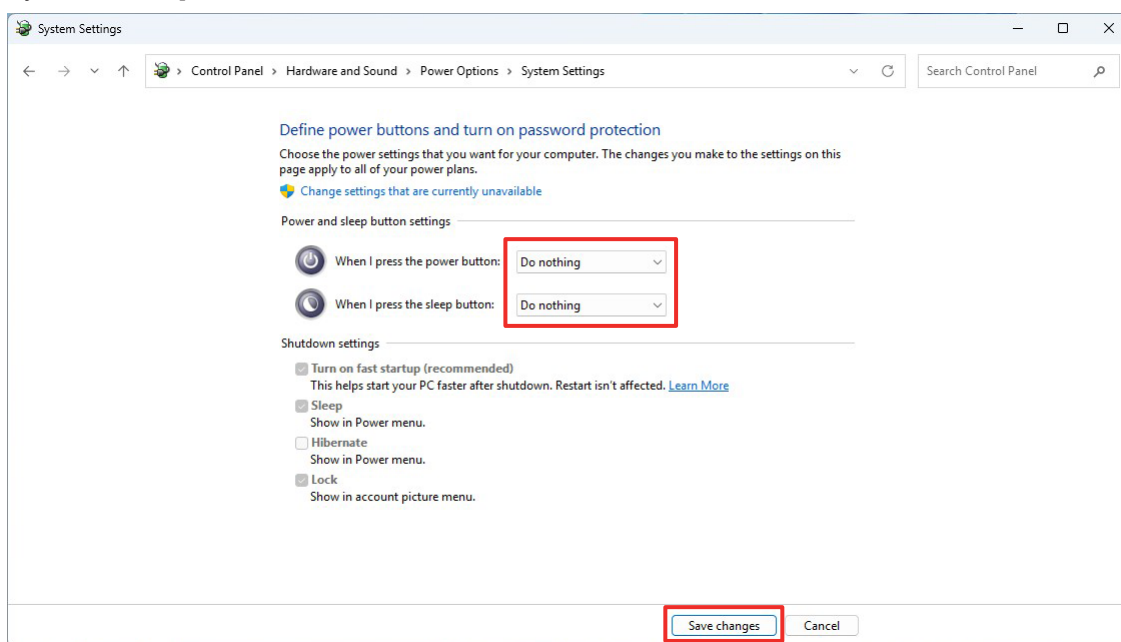 System Settings
Control Panel > Hardware and Sound > Power Options > System Settings
Search Control Panel
Define power buttons and turn on password protection
Choose the power settings that you want for your computer. The changes you make to the settings on this
page apply to all of your power plans.
Change settings that are currently unavailable
Power and sleep button settings
When I press the power button: Do nothing
When I press the sleep button: Do nothing
Shutdown settings
Turn on fast startup (recommended)
This helps start your PC faster after shutdown. Restart isn't affected. Learn More
Sleep
Show in Power menu.
Hibernate
Show in Power menu.
Lock
Show in account picture menu.
Save changes Cancel